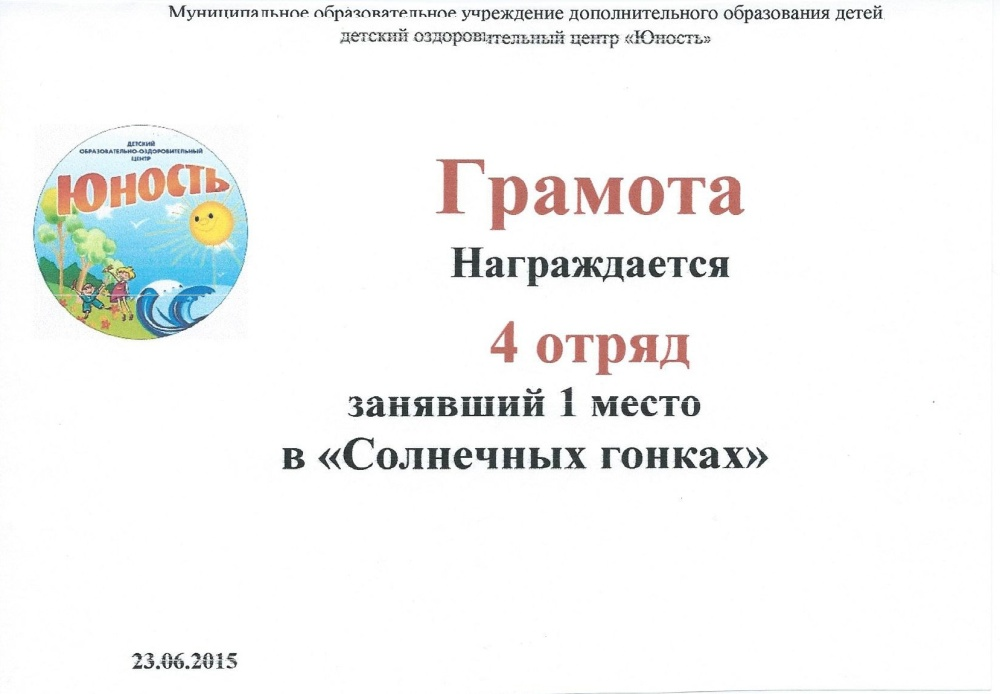 Муниципальное образовательное учреждение дополнительного образования детей
детский оздоровительный центр «Юность»
ДЕТСКИЙ
ОБРАЗОВАТЕЛЬНО-ОЗДОРОВИТЕЛЬНЫЙ
ЦЕНТР
ЮНОСТЬ
Грамота
Награждается
4 отряд
занявший 1 место
в «Солнечных гонках»
23.06.2015